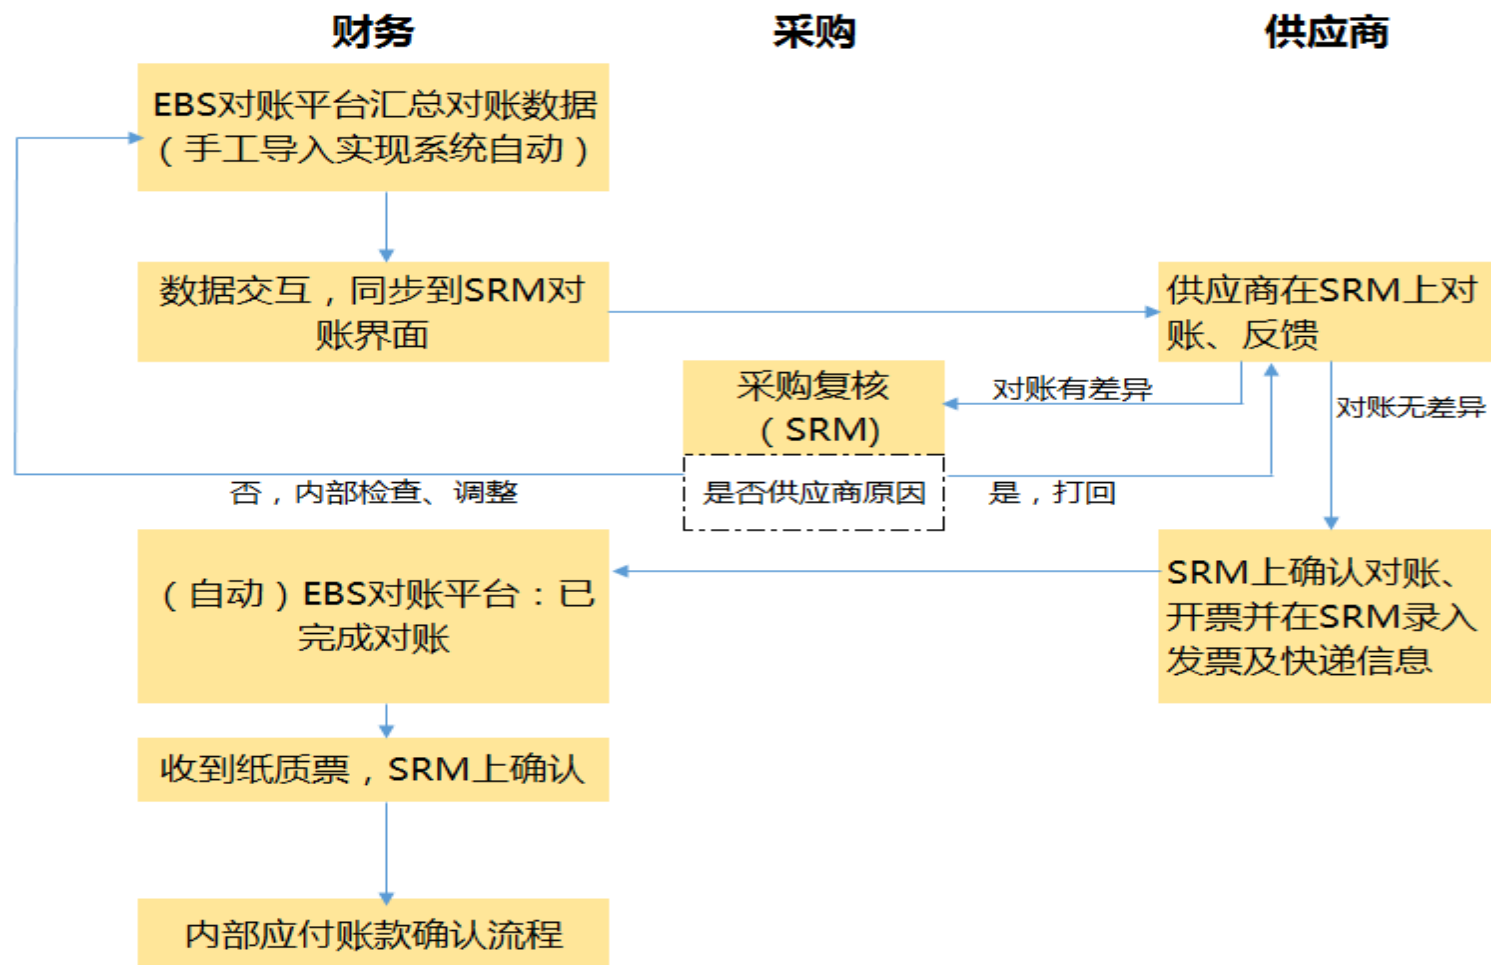 财务
采购
供应商
EBS对账平台汇总对账数据
（手工导入实现系统自动）
数据交互，同步到SRM对
账界面
供应商在SRM上对
账、反馈
采购复核
（SRM)
对账有差异
对账无差异
是否供应商原因
否，内部检查、调整
是，打回
（自动）EBS对账平台：已
完成对账
SRM上确认对账、
开票并在SRM录入
发票及快递信息
收到纸质票，SRM上确认
内部应付账款确认流程